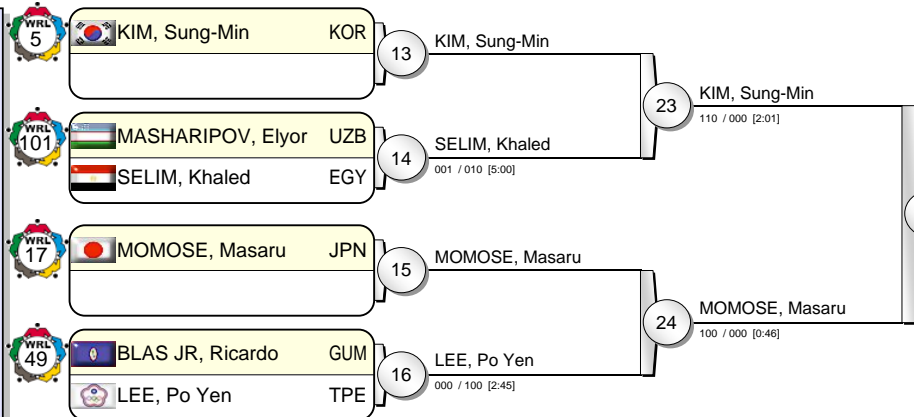 WRL
5
KIM, Sung-Min KOR
13
KIM, Sung-Min
WRL
101
MASHARIPOV, Elyor UZB
SELIM, Khaled EGY
14
SELIM, Khaled
001 / 010 [5:00]
23
KIM, Sung-Min
110 / 000 [2:01]
WRL
17
MOMOSE, Masaru JPN
15
MOMOSE, Masaru
WRL
49
BLAS JR, Ricardo GUM
LEE, Po Yen TPE
16
LEE, Po Yen
000 / 100 [2:45]
24
MOMOSE, Masaru
100 / 000 [0:46]